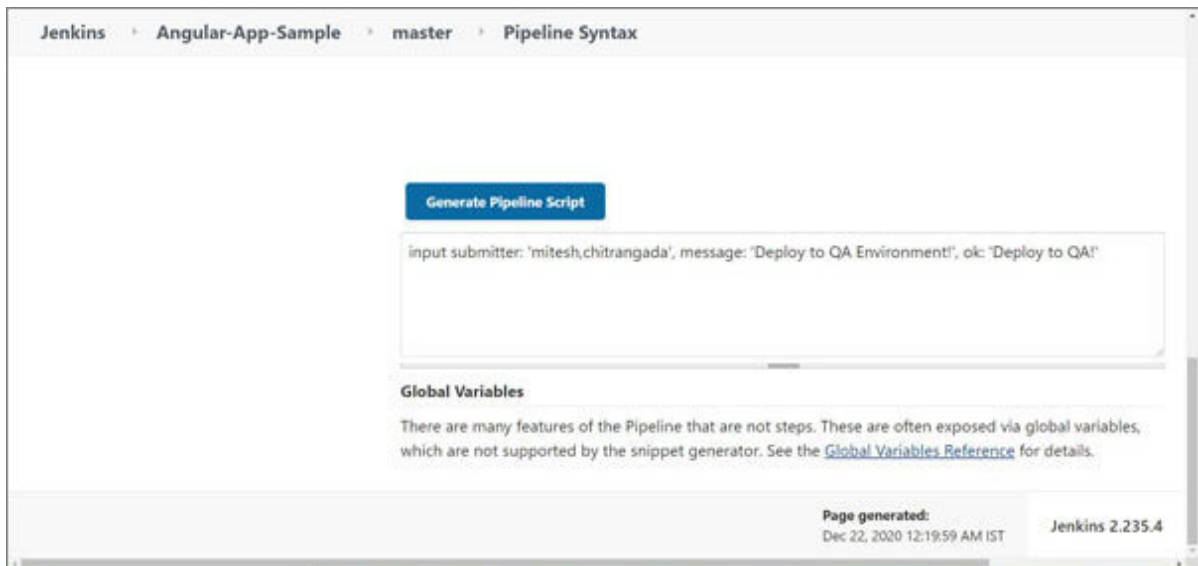 Jenkins Angular-App-Sample master Pipeline Syntax
Generate Pipeline Script
input submitter: 'mitesh,chitrangada', message: 'Deploy to QA Environment!', ok: 'Deploy to QA!'
Global Variables
There are many features of the Pipeline that are not steps. These are often exposed via global variables,
which are not supported by the snippet generator. See the Global Variables Reference for details.
Page generated:
Dec 22, 2020 12:19:59 AM IST
Jenkins 2.235.4